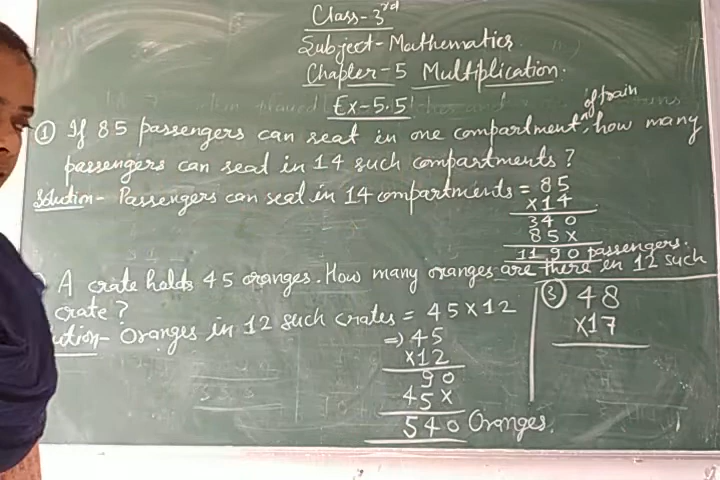 Class-3rd
Subject-Mathematics
Chapter-5 Multiplication.
Ex-5.5
of train
① If 85 passengers can seat in one compartment, how many
passengers can seat in 14 such compartments?
Solution- Passengers can seat in 14 compartments = 85
×14
340
85×
1190 passengers.
A crate holds 45 oranges. How many oranges are there in 12 such
crate?
ution- Oranges in 12 such crates = 45×12
=> 45
×12
90
45×
540 Oranges.
③ 48
×17